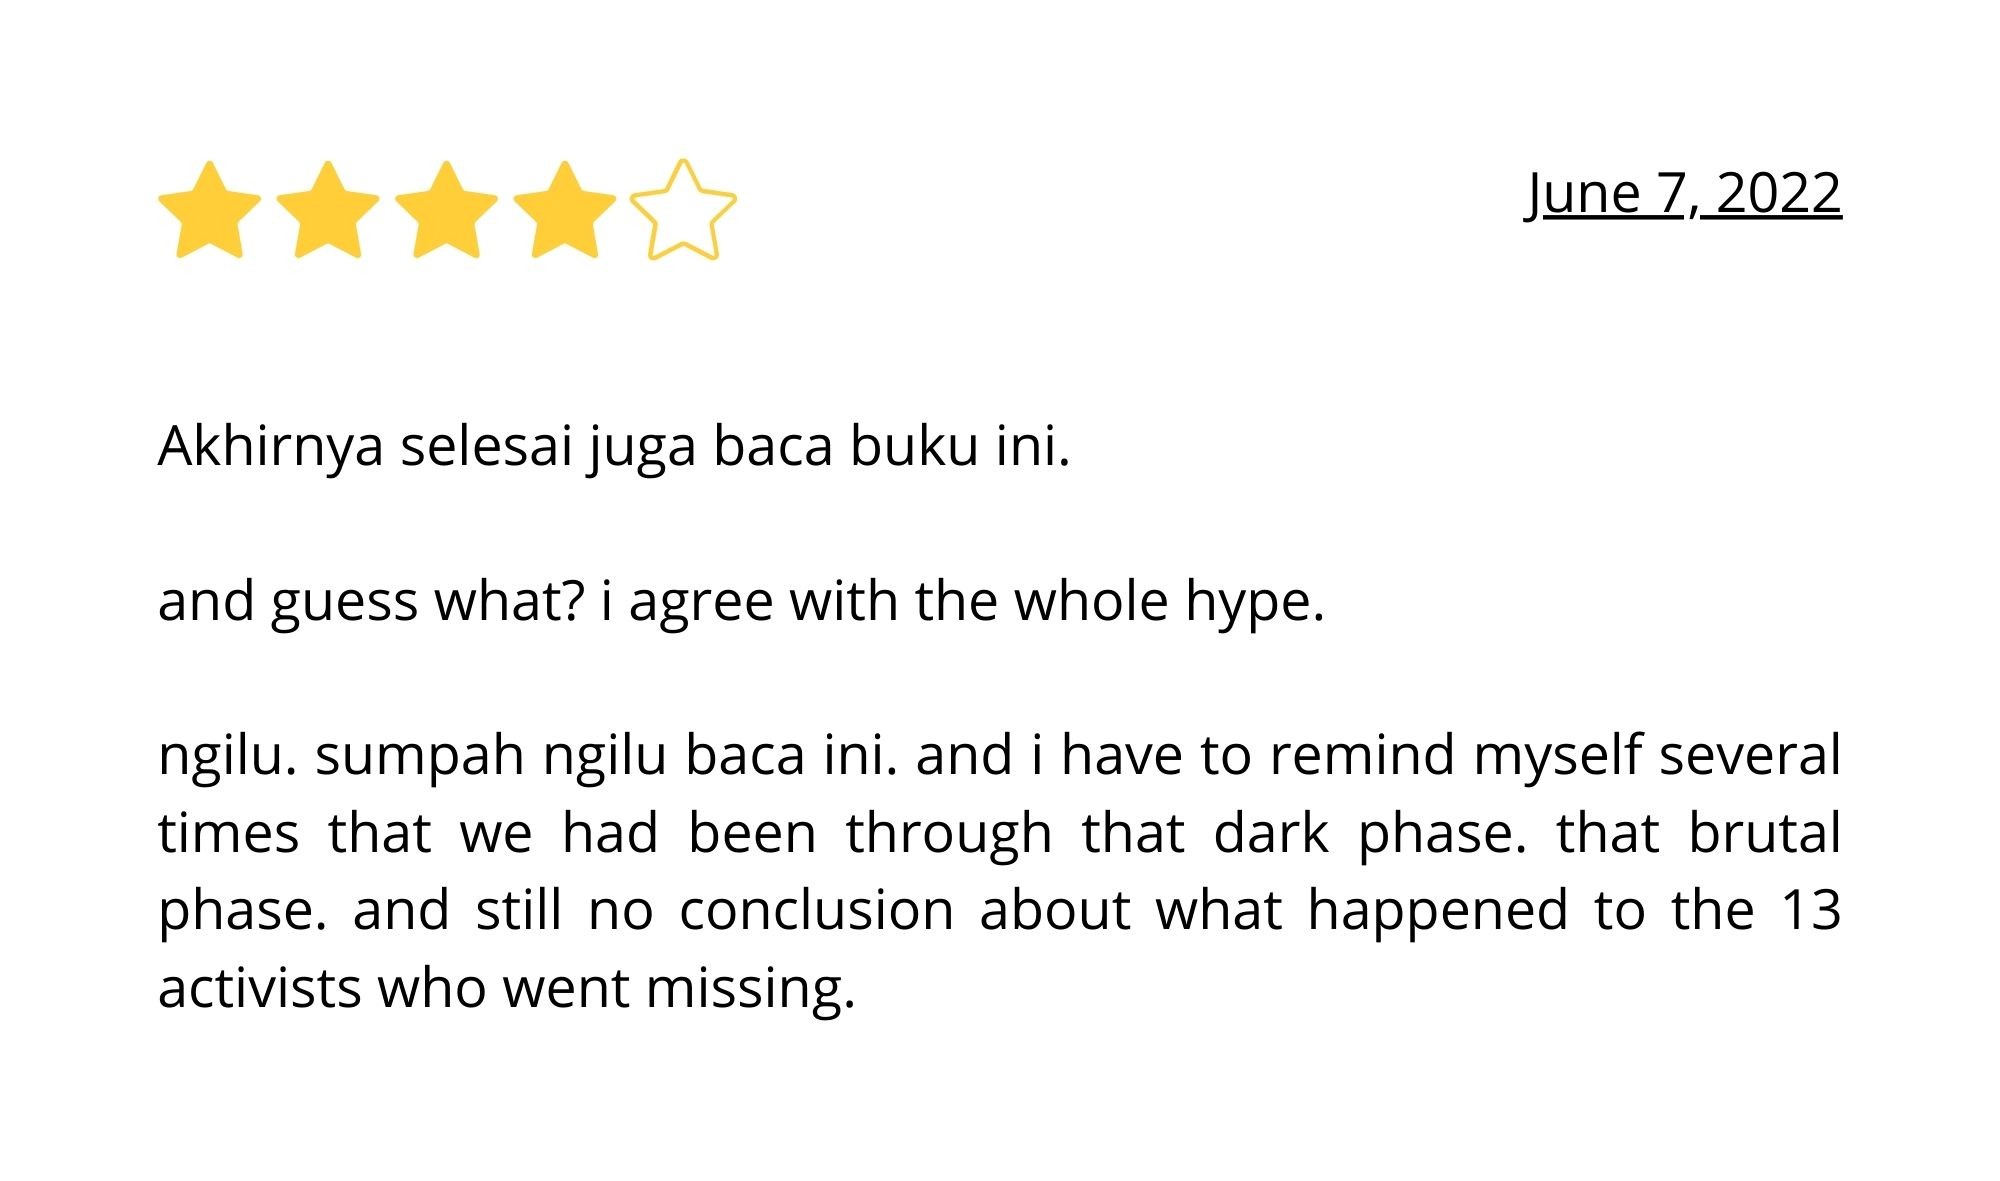 June 7, 2022
Akhirnya selesai juga baca buku ini.
and guess what? i agree with the whole hype.
ngilu. sumpah ngilu baca ini. and i have to remind myself several
times that we had been through that dark phase. that brutal
phase. and still no conclusion about what happened to the 13
activists who went missing.